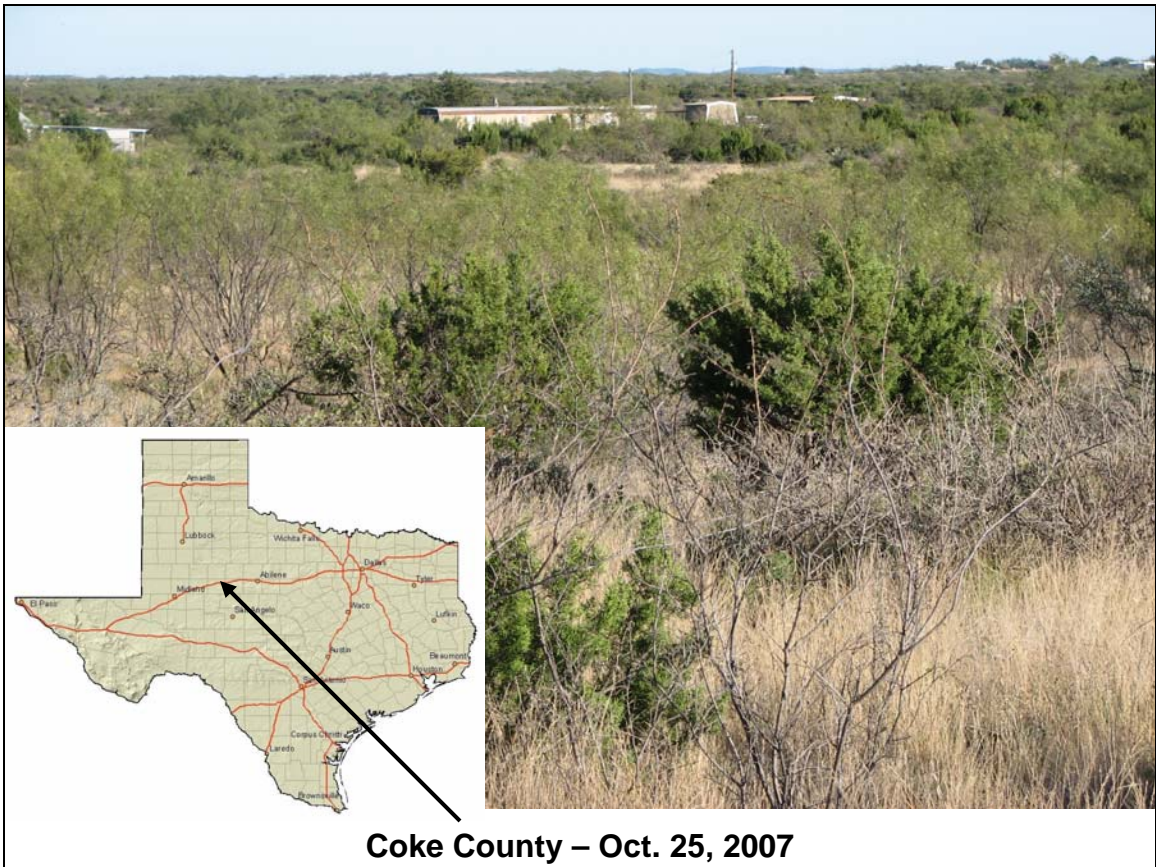 Amarillo
Lubbock
Wichita Falls
Dallas
Abilene
Tyler
Midland
El Paso
San Angelo
Waco
Lufkin
Austin
Beaumont
Houston
San Antonio
Corpus Christi
Laredo
Brownsville
Coke County – Oct. 25, 2007